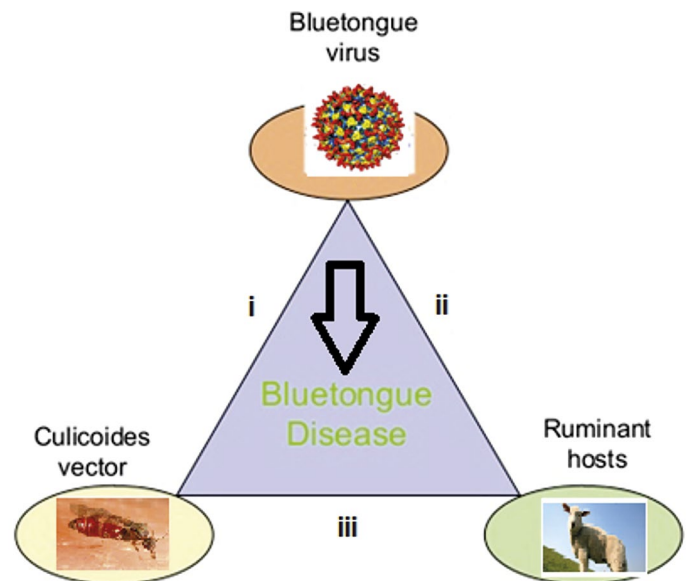 Bluetongue
virus
i
ii
Bluetongue
Disease
Culicoides
vector
Ruminant
hosts
iii